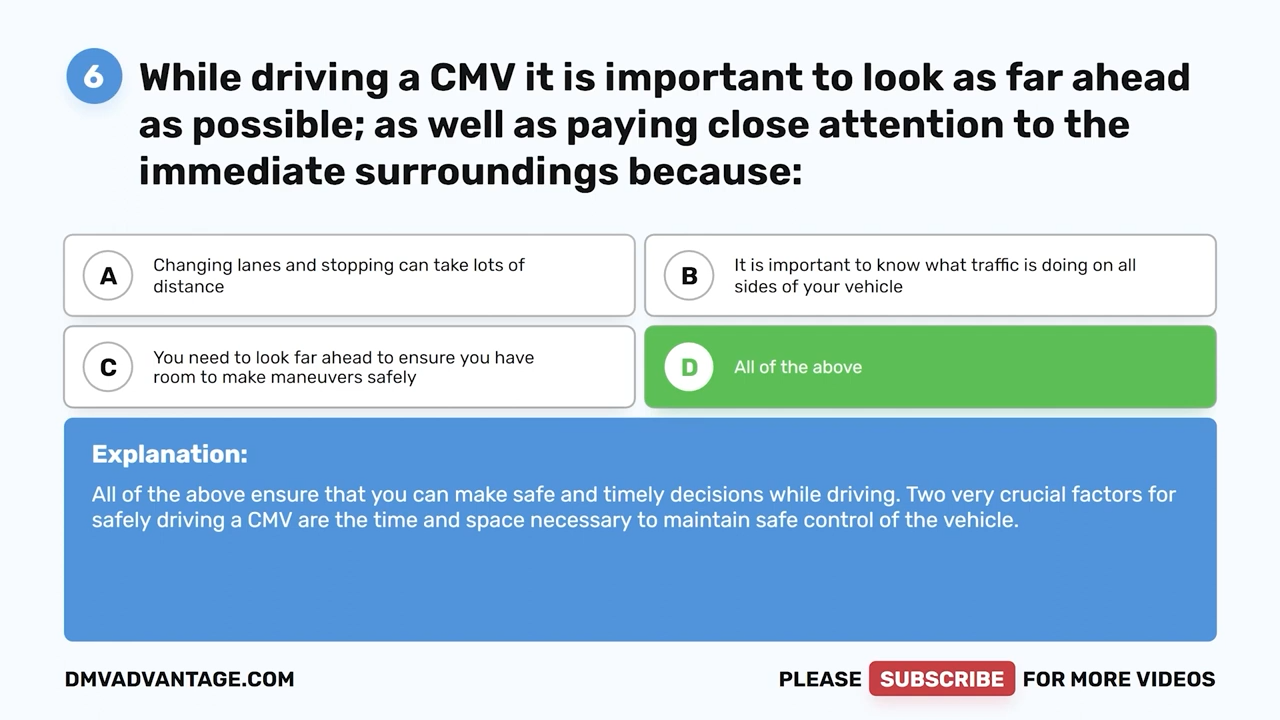 6
While driving a CMV it is important to look as far ahead
as possible; as well as paying close attention to the
immediate surroundings because:
A
Changing lanes and stopping can take lots of
distance
B
It is important to know what traffic is doing on all
sides of your vehicle
C
You need to look far ahead to ensure you have
room to make maneuvers safely
D
All of the above
Explanation:
All of the above ensure that you can make safe and timely decisions while driving. Two very crucial factors for
safely driving a CMV are the time and space necessary to maintain safe control of the vehicle.
DMVADVANTAGE.COM
PLEASE SUBSCRIBE FOR MORE VIDEOS